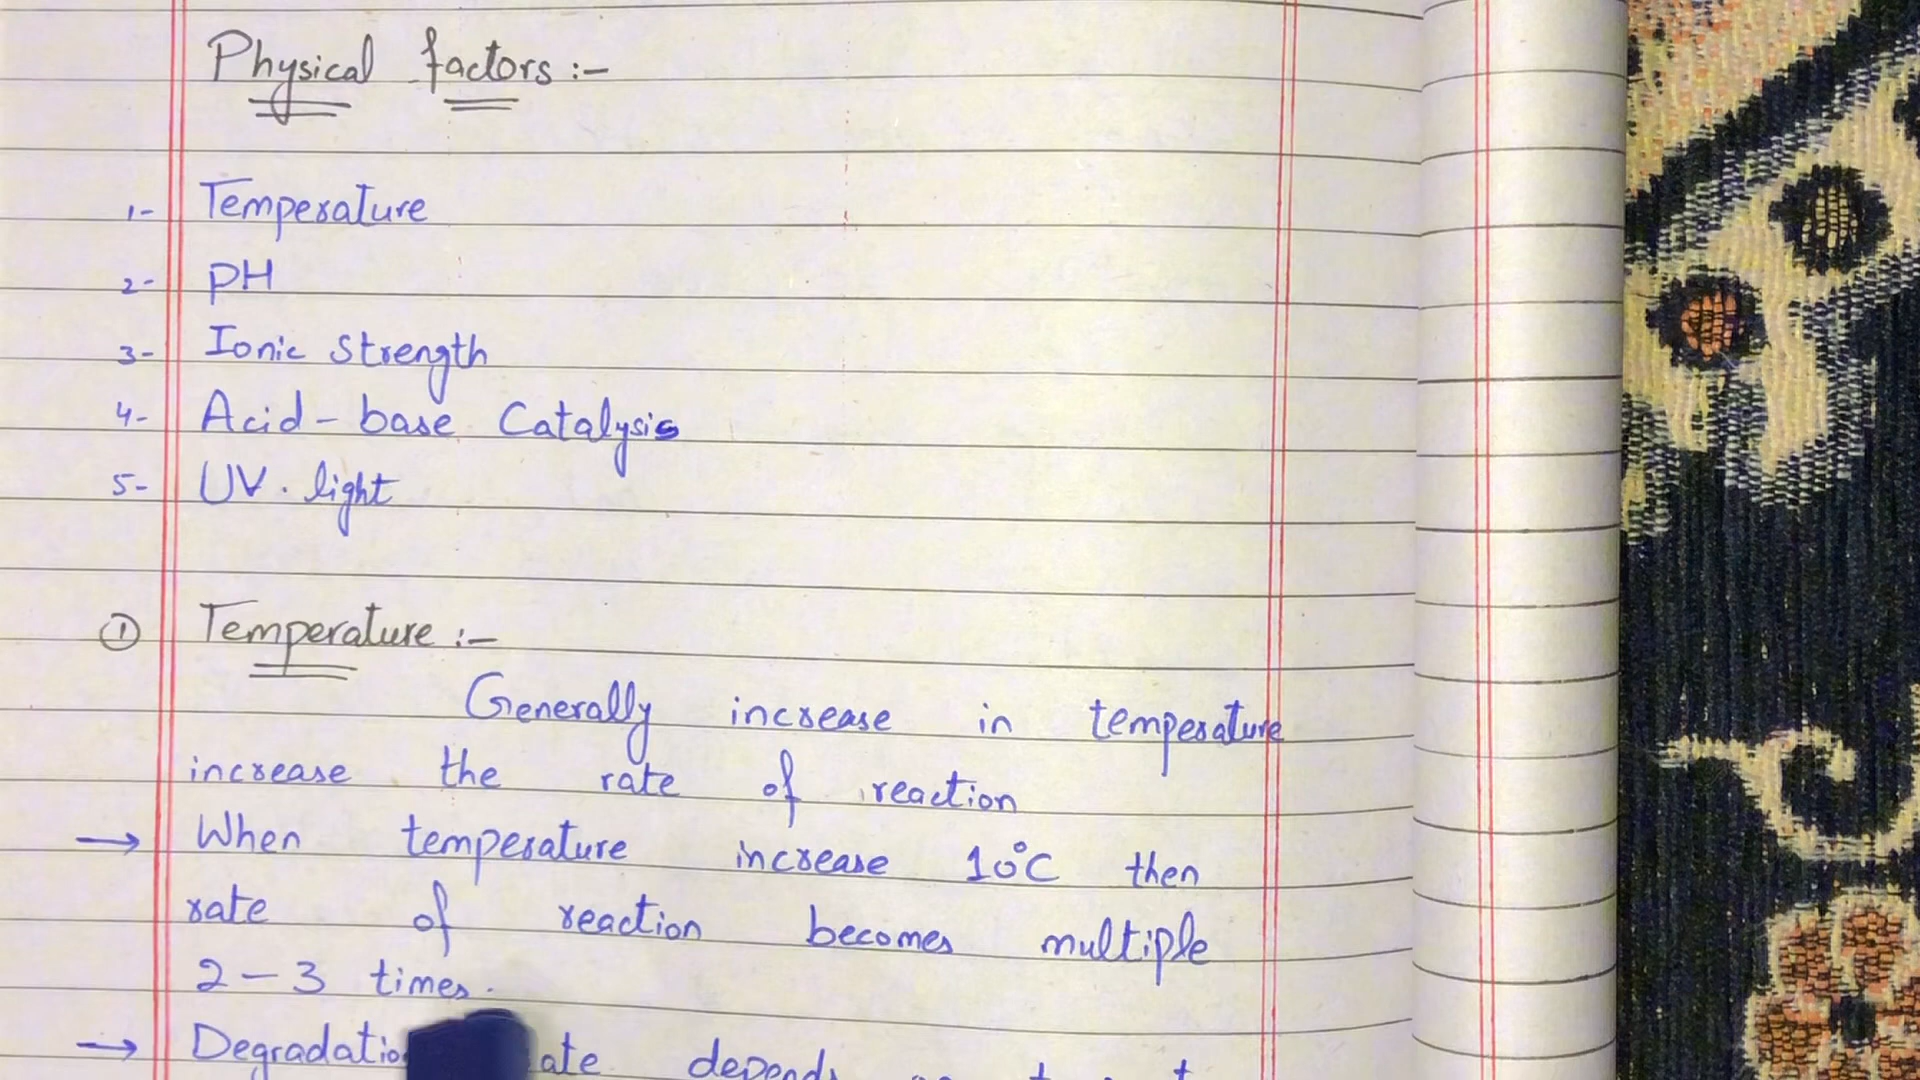 Physical factors :-
1- Temperature
2- PH
3- Ionic Strength
4- Acid-base Catalysis
5- UV. light
① Temperature :-
Generally increase in temperature
increase the rate of reaction
→ When temperature increase 10°C then
rate of reaction becomes multiple
2-3 times.
→ depends